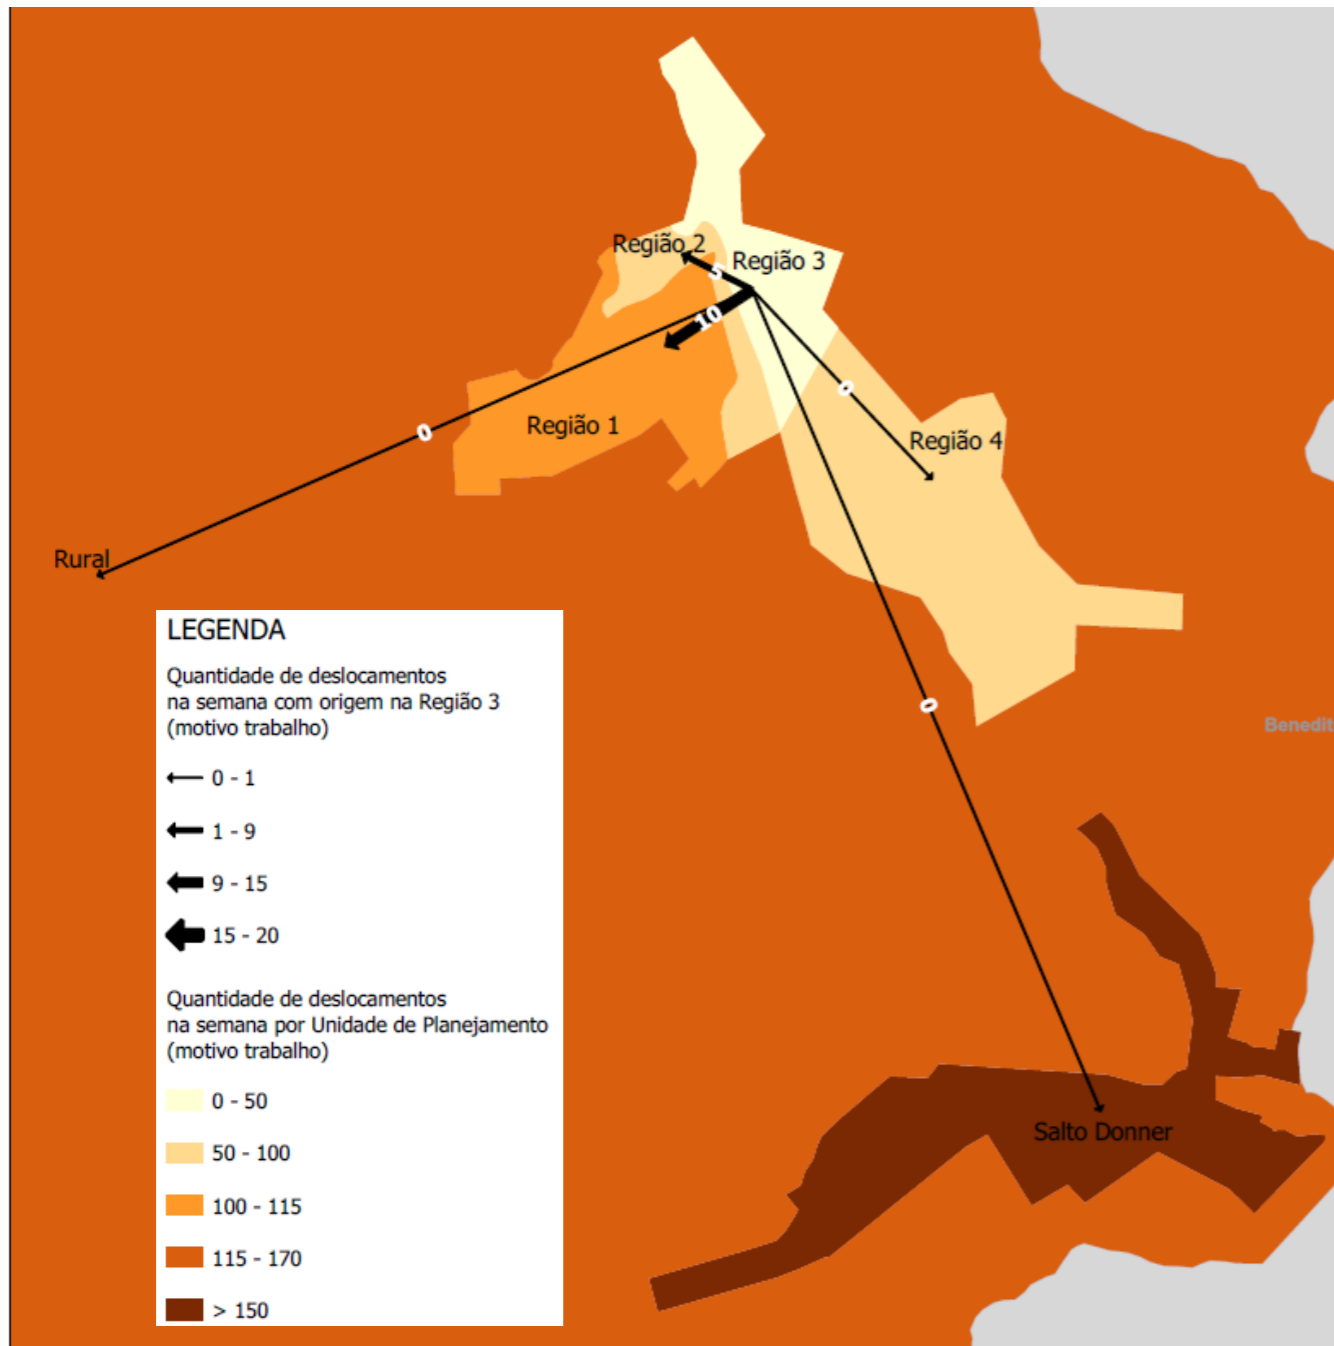 Região 2
Região 3
5
10
0
Região 1
0
Região 4
Rural
0
Benedit
Salto Donner
LEGENDA
Quantidade de deslocamentos
na semana com origem na Região 3
(motivo trabalho)
0 - 1
1 - 9
9 - 15
15 - 20
Quantidade de deslocamentos
na semana por Unidade de Planejamento
(motivo trabalho)
0 - 50
50 - 100
100 - 115
115 - 170
> 150